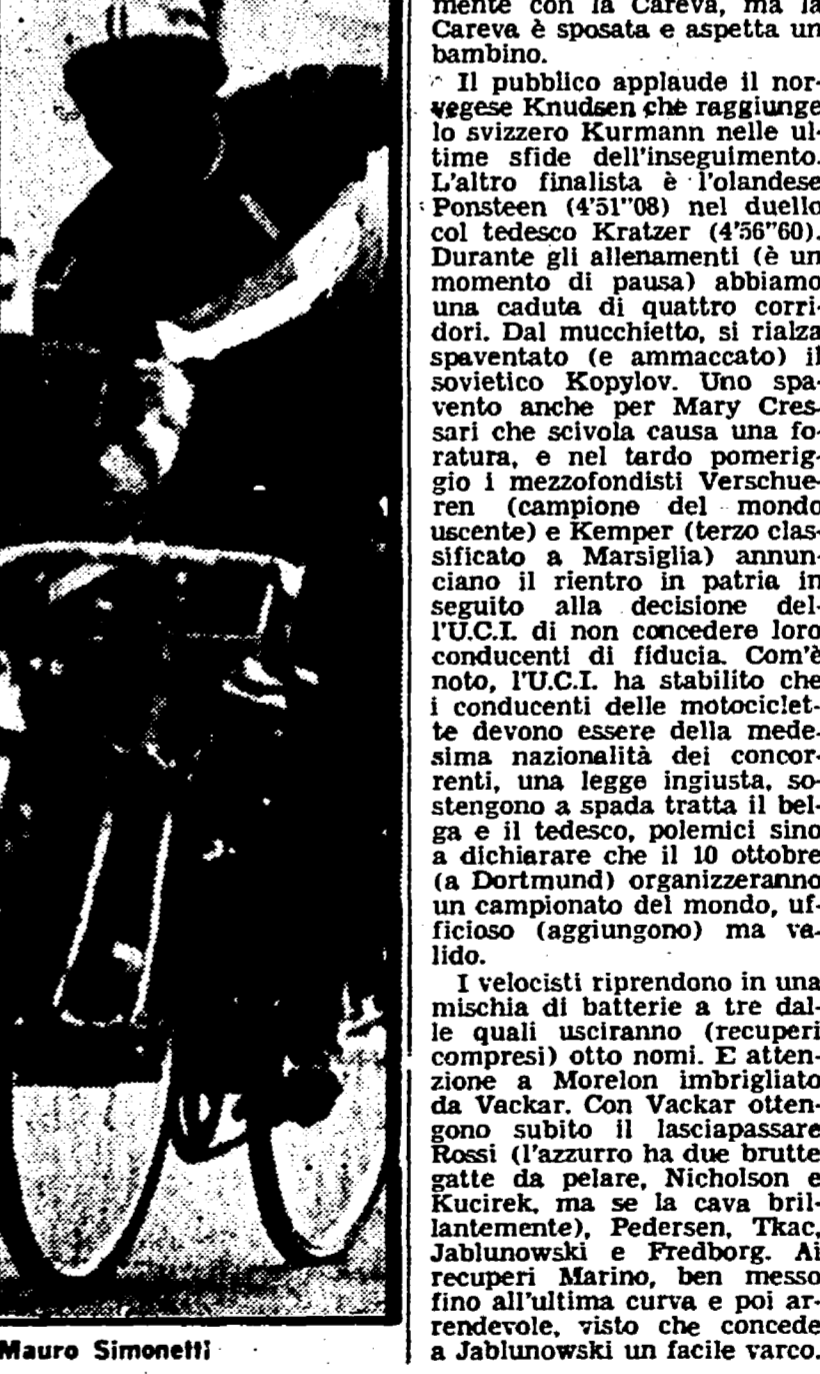 mente con la Careva, ma la
Careva è sposata e aspetta un
bambino.
Il pubblico applaude il nor-
vegese Knudsen che raggiunge
lo svizzero Kurmann nelle ul-
time sfide dell'inseguimento.
L'altro finalista è l'olandese
Ponsteen (4'51"08) nel duello
col tedesco Kratzer (4'56"60).
Durante gli allenamenti (è un
momento di pausa) abbiamo
una caduta di quattro corri-
dori. Dal mucchietto, si rialza
spaventato (e ammaccato) il
sovietico Kopylov. Uno spa-
vento anche per Mary Cres-
sari che scivola causa una fo-
ratura, e nel tardo pomerig-
gio i mezzofondisti Verschue-
ren (campione del mondo
uscente) e Kemper (terzo clas-
sificato a Marsiglia) annun-
ciano il rientro in patria in
seguito alla decisione del-
l'U.C.I. di non concedere loro
conducenti di fiducia. Com'è
noto, l'U.C.I. ha stabilito che
i conducenti delle motociclet-
te devono essere della mede-
sima nazionalità dei concor-
renti, una legge ingiusta, so-
stengono a spada tratta il bel-
ga e il tedesco, polemici sino
a dichiarare che il 10 ottobre
(a Dortmund) organizzeranno
un campionato del mondo, uf-
ficioso (aggiungono) ma va-
lido.
I velocisti riprendono in una
mischia di batterie a tre dal-
le quali usciranno (recuperi
compresi) otto nomi. E atten-
zione a Morelon imbrigliato
da Vackar. Con Vackar otten-
gono subito il lasciapassare
Rossi (l'azzurro ha due brutte
gatte da pelare, Nicholson e
Kucirek, ma se la cava bril-
lantemente), Pedersen, Tkac,
Jablunowski e Fredborg. Ai
recuperi Marino, ben messo
fino all'ultima curva e poi ar-
rendevole, visto che concede
a Jablunowski un facile varco.
Mauro Simonetti